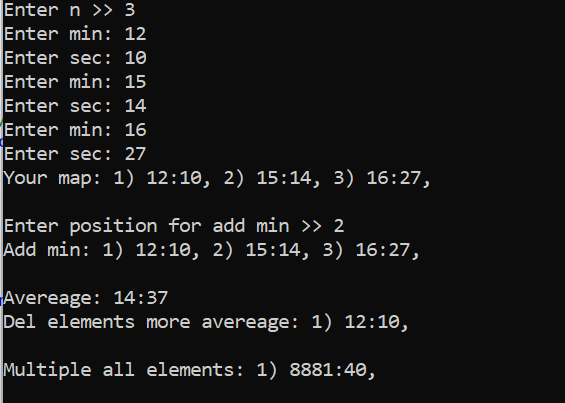 Enter n >> 3
Enter min: 12
Enter sec: 10
Enter min: 15
Enter sec: 14
Enter min: 16
Enter sec: 27
Your map: 1) 12:10, 2) 15:14, 3) 16:27,
Enter position for add min >> 2
Add min: 1) 12:10, 2) 15:14, 3) 16:27,
Avereage: 14:37
Del elements more avereage: 1) 12:10,
Multiple all elements: 1) 8881:40,